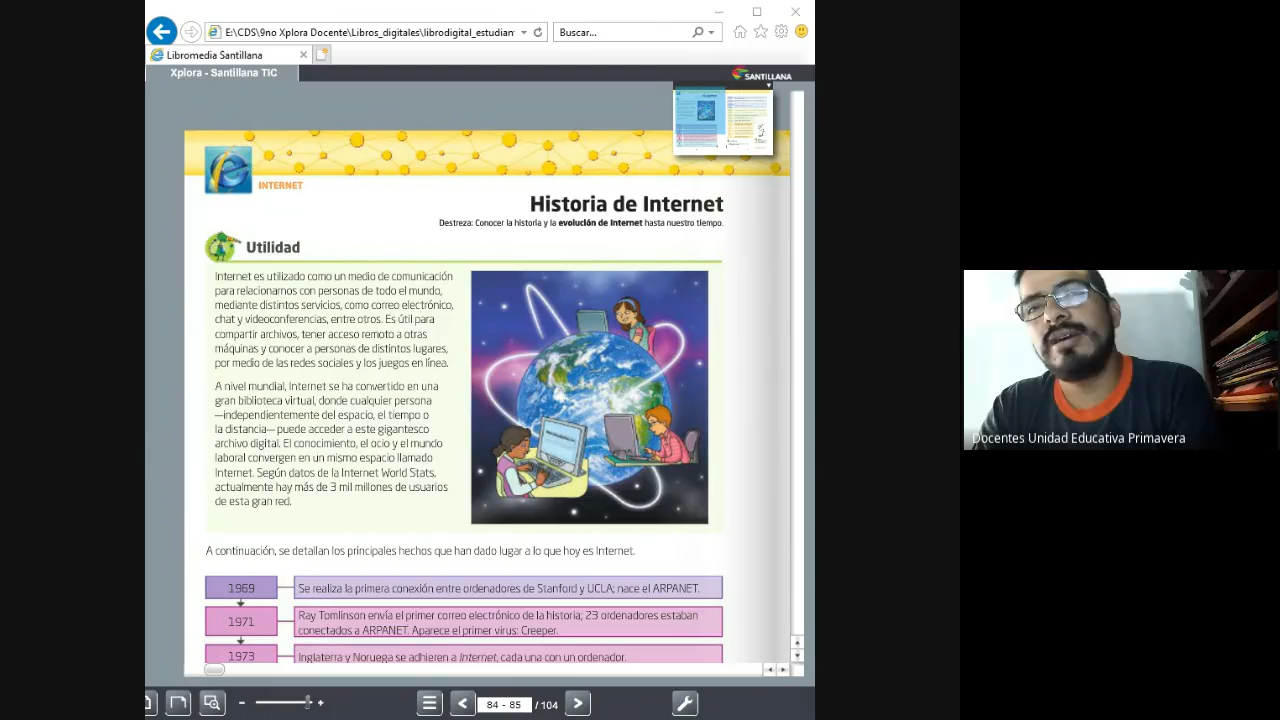 E:\CDS\9no Xplora Docente\Libros_digitales\librodigital_estudian
Buscar...
Libromedia Santillana
Xplora - Santillana TIC
SANTILLANA
INTERNET
Historia de Internet
Destreza: Conocer la historia y la evolución de Internet hasta nuestro tiempo.
Utilidad
Internet es utilizado como un medio de comunicación
para relacionarnos con personas de todo el mundo,
mediante distintos servicios, como correo electrónico,
chat y videoconferencias, entre otros. Es útil para
compartir archivos, tener acceso remoto a otras
máquinas y conocer a personas de distintos lugares,
por medio de las redes sociales y los juegos en línea.
A nivel mundial, Internet se ha convertido en una
gran biblioteca virtual, donde cualquier persona
—independientemente del espacio, el tiempo o
la distancia— puede acceder a este gigantesco
archivo digital. El conocimiento, el ocio y el mundo
laboral convergen en un mismo espacio llamado
Internet. Según datos de la Internet World Stats,
actualmente hay más de 3 mil millones de usuarios
de esta gran red.
A continuación, se detallan los principales hechos que han dado lugar a lo que hoy es Internet.
1969 Se realiza la primera conexión entre ordenadores de Stanford y UCLA; nace el ARPANET.
1971 Ray Tomlinson envía el primer correo electrónico de la historia; 23 ordenadores estaban
conectados a ARPANET. Aparece el primer virus: Creeper.
1973 Inglaterra y Noruega se adhieren a Internet, cada una con un ordenador.
84 - 85 / 104
Docentes Unidad Educativa Primavera